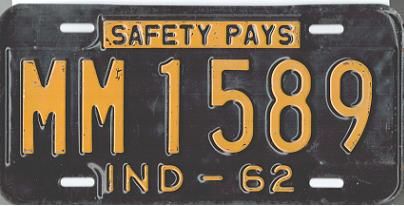 SAFETY PAYS
MM 1589
IND - 62